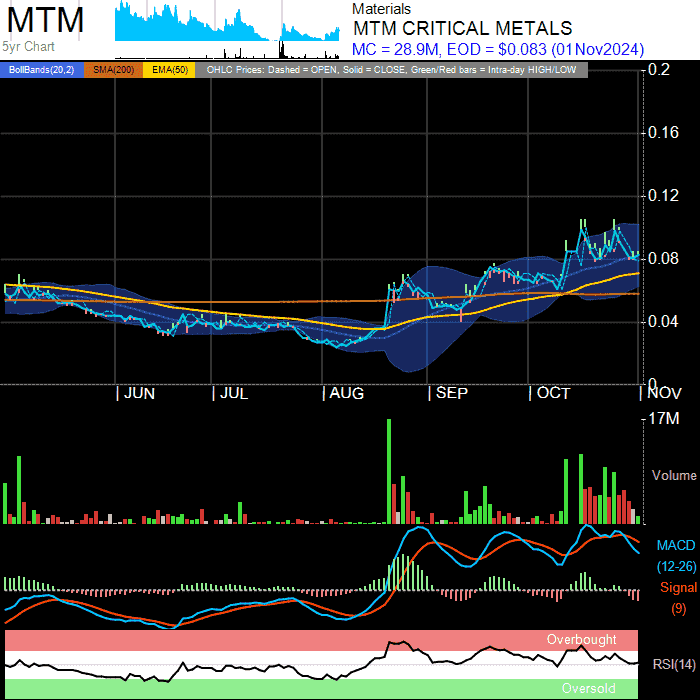 MTM
5yr Chart
Materials
MTM CRITICAL METALS
MC = 28.9M, EOD = $0.083 (01Nov2024)
BollBands(20,2) SMA(200) EMA(50) OHLC Prices: Dashed = OPEN, Solid = CLOSE, Green/Red bars = Intra-day HIGH/LOW
0.2
0.16
0.12
0.08
0.04
0
JUN JUL AUG SEP OCT NOV
17M
Volume
MACD
(12-26)
Signal
(9)
Overbought
RSI(14)
Oversold